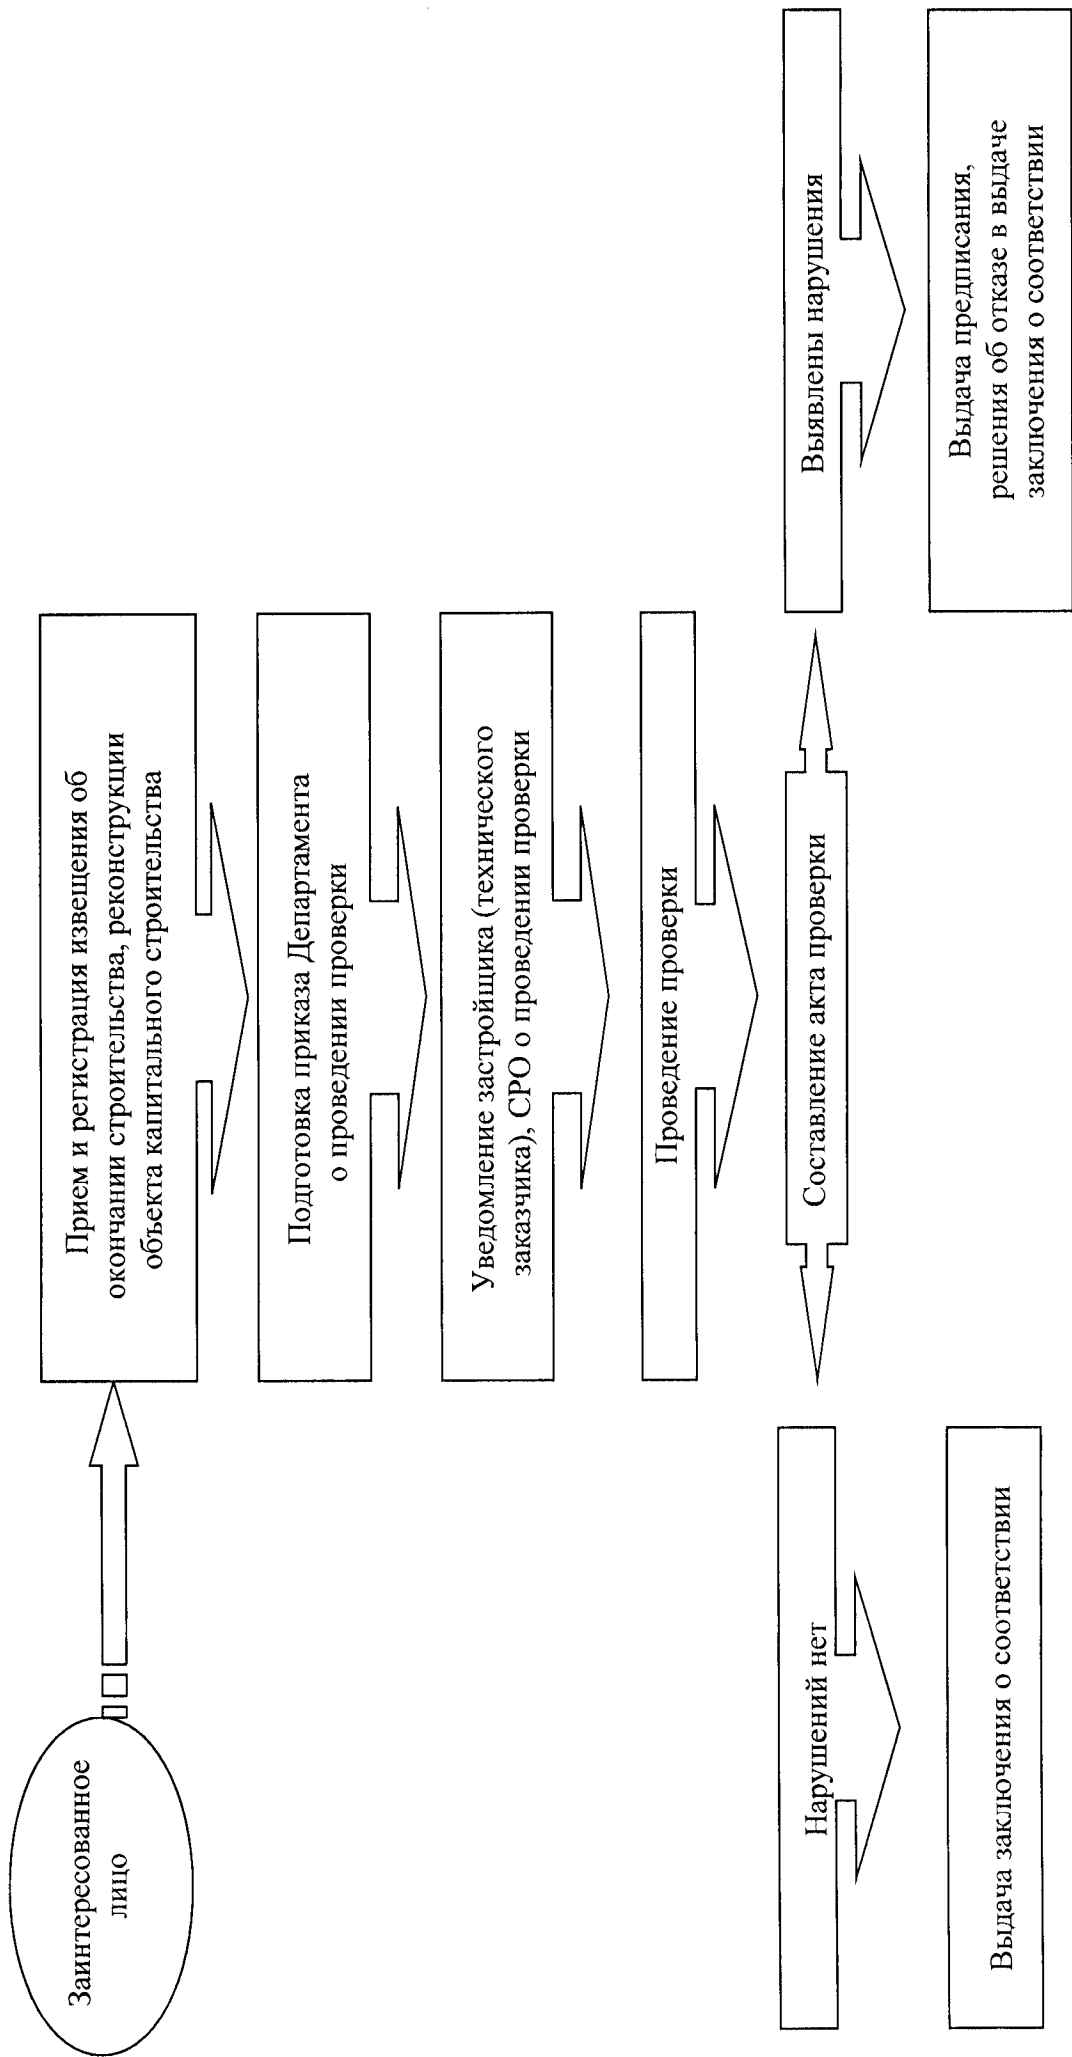 Заинтересованное
лицо
Прием и регистрация извещения об
окончании строительства, реконструкции
объекта капитального строительства
Подготовка приказа Департамента
о проведении проверки
Уведомление застройщика (технического
заказчика), СРО о проведении проверки
Проведение проверки
Составление акта проверки
Нарушений нет
Выявлены нарушения
Выдача заключения о соответствии
Выдача предписания,
решения об отказе в выдаче
заключения о соответствии